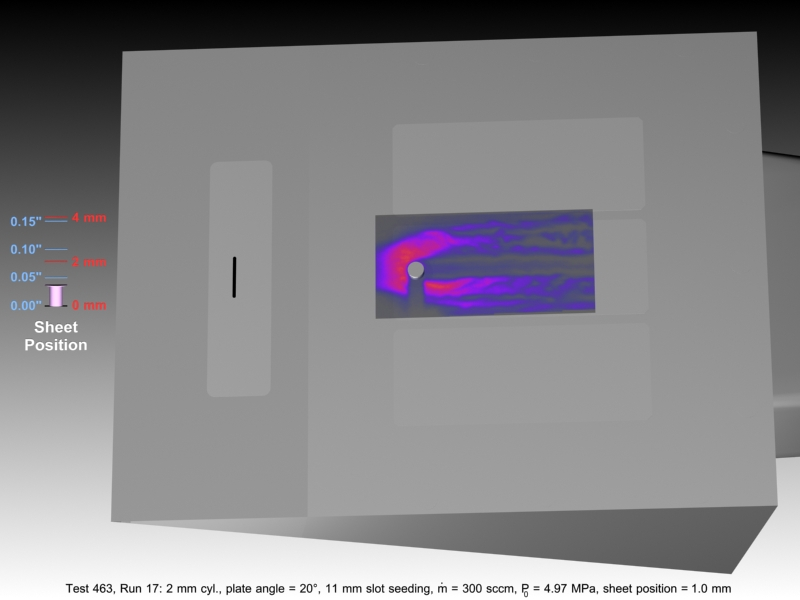 0.15" 4 mm
0.10"
2 mm
0.05"
0.00" 0 mm
Sheet
Position
Test 463, Run 17: 2 mm cyl., plate angle = 20°, 11 mm slot seeding, ṁ = 300 sccm, P₀ = 4.97 MPa, sheet position = 1.0 mm